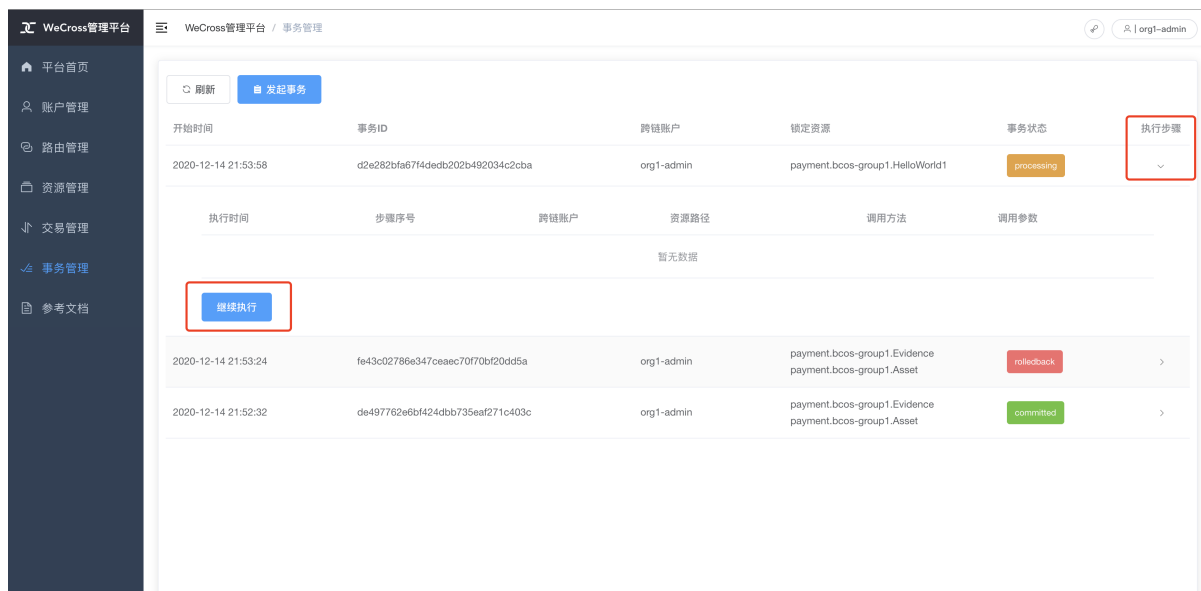 WeCross管理平台
WeCross管理平台 / 事务管理
org1-admin
平台首页
账户管理
路由管理
资源管理
交易管理
事务管理
参考文档
刷新 发起事务
开始时间 事务ID 跨链账户 锁定资源 事务状态 执行步骤
2020-12-14 21:53:58 d2e282bfa67f4dedb202b492034c2cba org1-admin payment.bcos-group1.HelloWorld1 processing
执行时间 步骤序号 跨链账户 资源路径 调用方法 调用参数
暂无数据
继续执行
2020-12-14 21:53:24 fe43c02786e347ceaec70f70bf20dd5a org1-admin payment.bcos-group1.Evidence rolledback
payment.bcos-group1.Asset
2020-12-14 21:52:32 de497762e6bf424dbb735eaf271c403c org1-admin payment.bcos-group1.Evidence committed
payment.bcos-group1.Asset